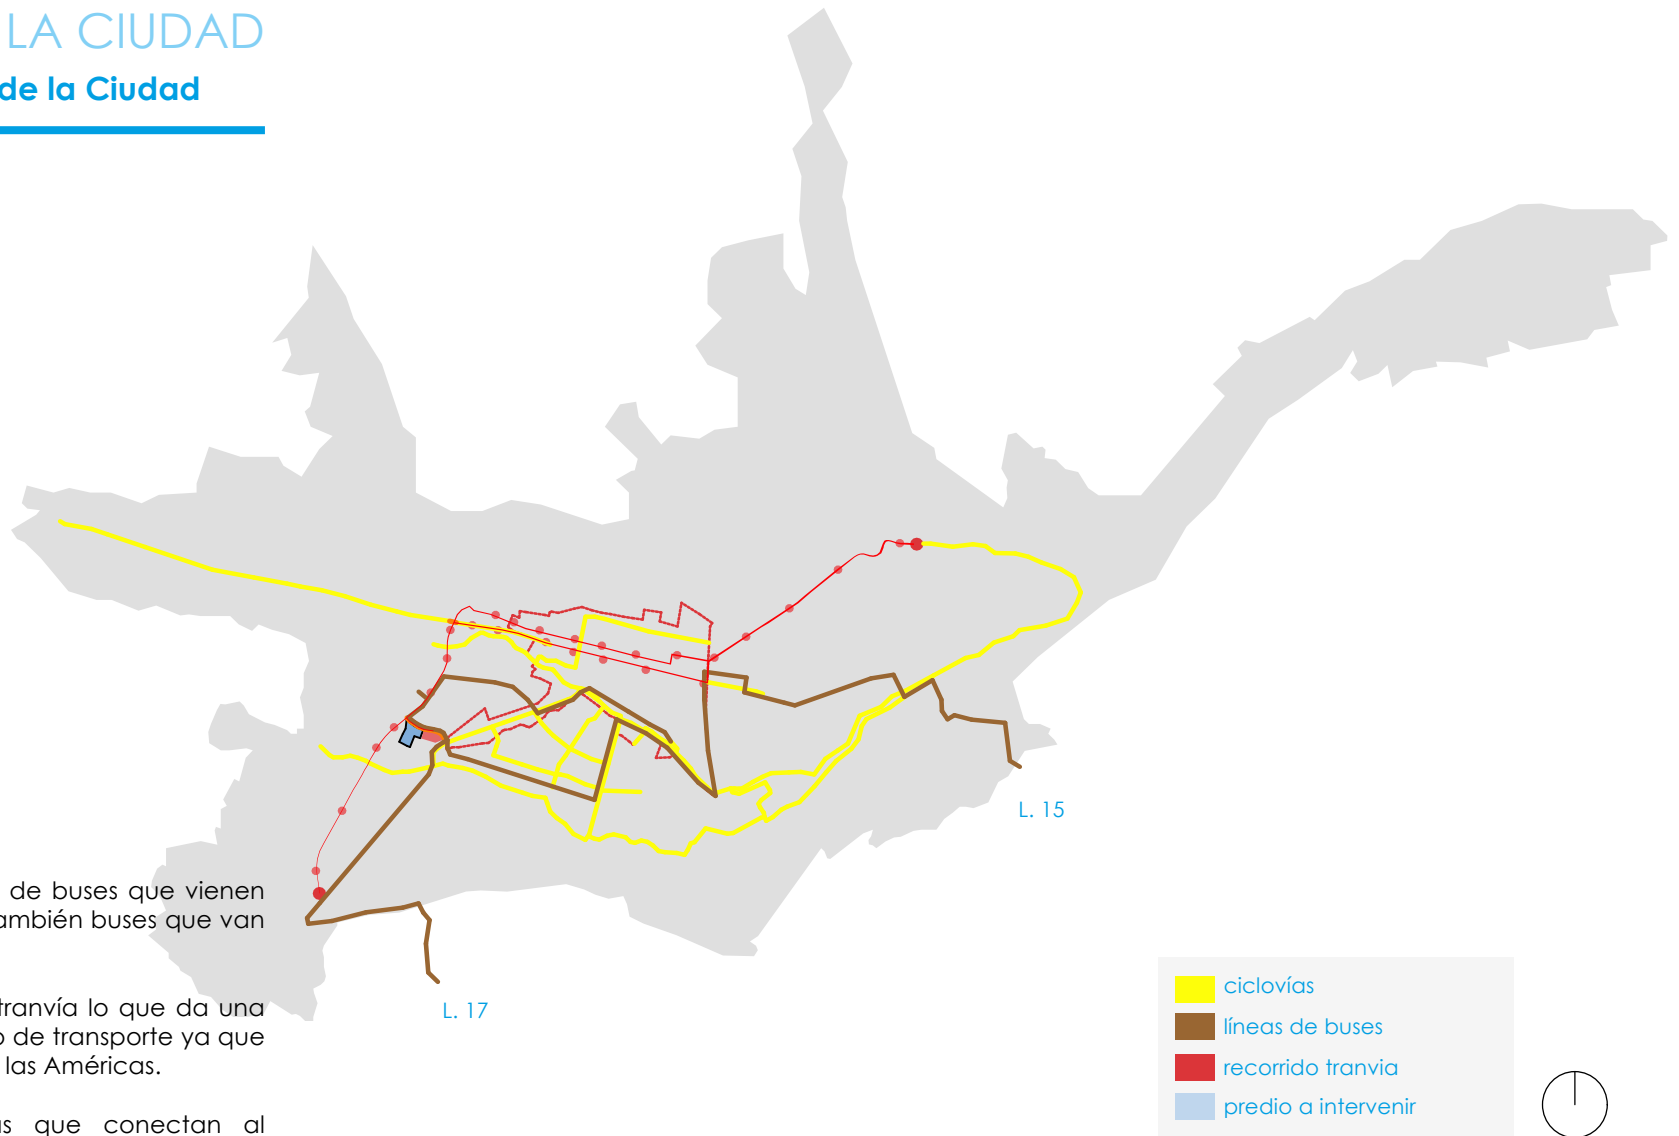 LA CIUDAD
de la Ciudad
de buses que vienen
ambién buses que van
tranvía lo que da una
de transporte ya que
las Américas.
que conectan al
L. 15
L. 17
ciclovías
líneas de buses
recorrido tranvia
predio a intervenir